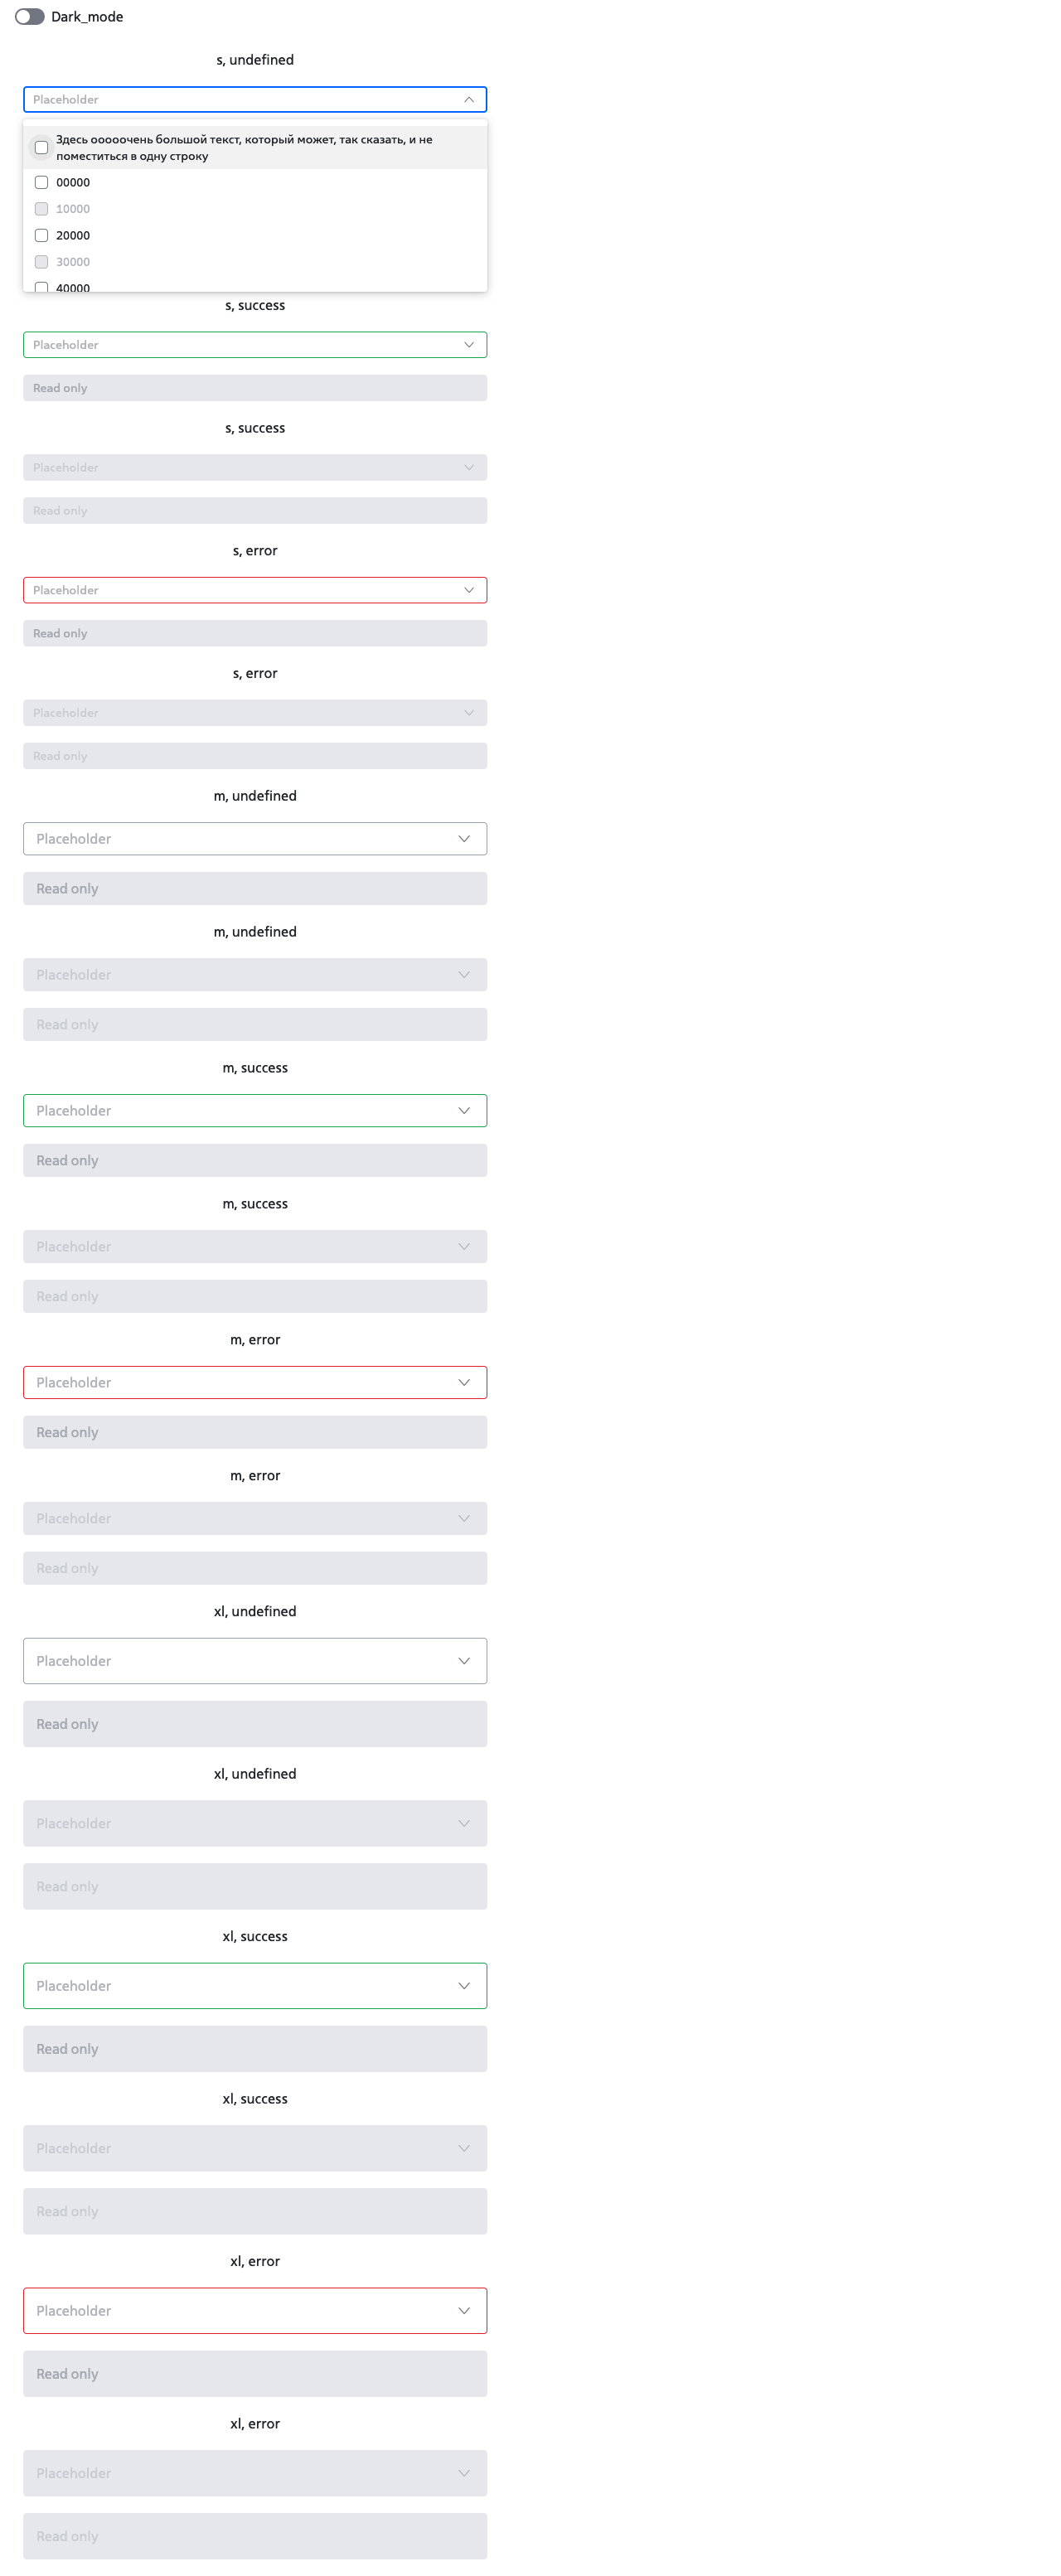 Dark_mode
s, undefined
Placeholder
Здесь ооооочень большой текст, который может, так сказать, и не
поместиться в одну строку
00000
10000
20000
30000
40000
s, success
Placeholder
Read only
s, success
Placeholder
Read only
s, error
Placeholder
Read only
s, error
Placeholder
Read only
m, undefined
Placeholder
Read only
m, undefined
Placeholder
Read only
m, success
Placeholder
Read only
m, success
Placeholder
Read only
m, error
Placeholder
Read only
m, error
Placeholder
Read only
xl, undefined
Placeholder
Read only
xl, undefined
Placeholder
Read only
xl, success
Placeholder
Read only
xl, success
Placeholder
Read only
xl, error
Placeholder
Read only
xl, error
Placeholder
Read only